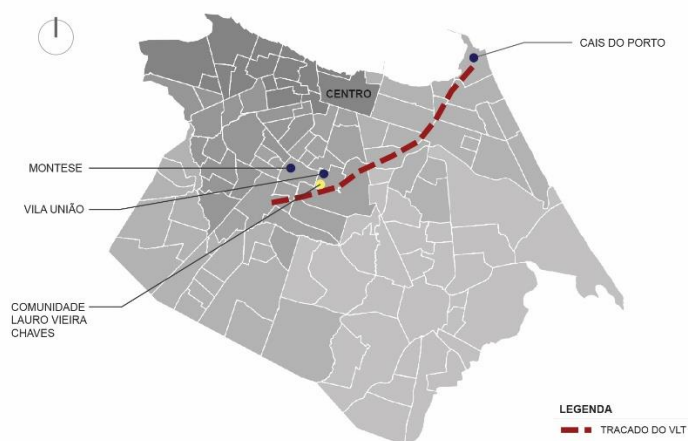 CAIS DO PORTO
CENTRO
MONTESE
VILA UNIÃO
COMUNIDADE
LAURO VIEIRA
CHAVES
LEGENDA
TRACADO DO VLT